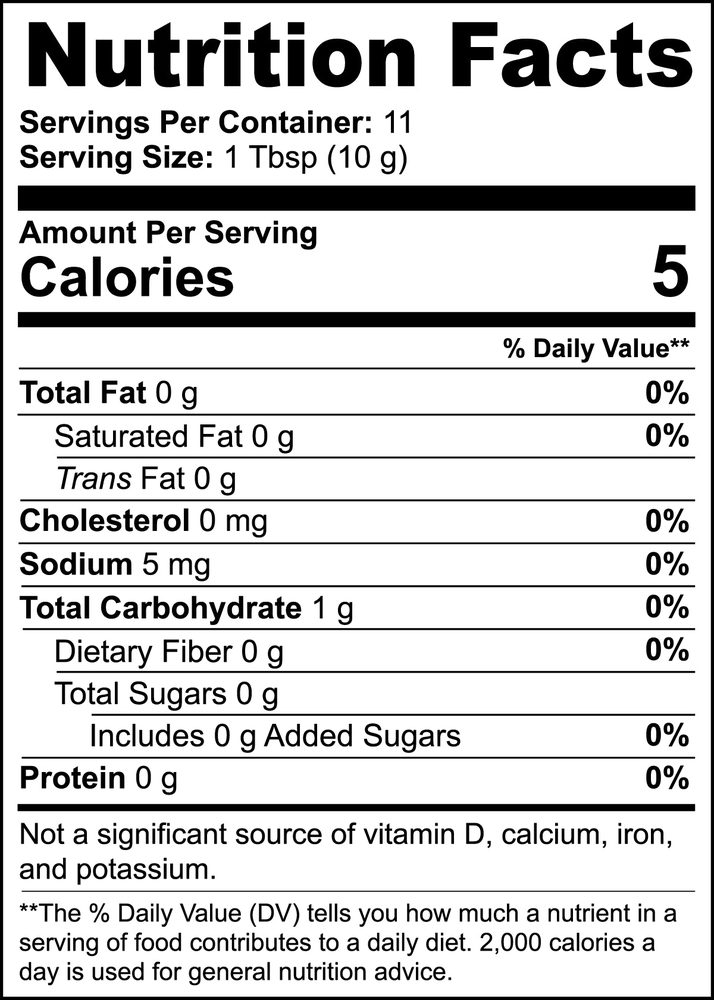 Nutrition Facts
Servings Per Container: 11
Serving Size: 1 Tbsp (10 g)
Amount Per Serving
Calories 5
% Daily Value**
Total Fat 0 g 0%
Saturated Fat 0 g 0%
Trans Fat 0 g
Cholesterol 0 mg 0%
Sodium 5 mg 0%
Total Carbohydrate 1 g 0%
Dietary Fiber 0 g 0%
Total Sugars 0 g
Includes 0 g Added Sugars 0%
Protein 0 g 0%
Not a significant source of vitamin D, calcium, iron,
and potassium.
**The % Daily Value (DV) tells you how much a nutrient in a
serving of food contributes to a daily diet. 2,000 calories a
day is used for general nutrition advice.